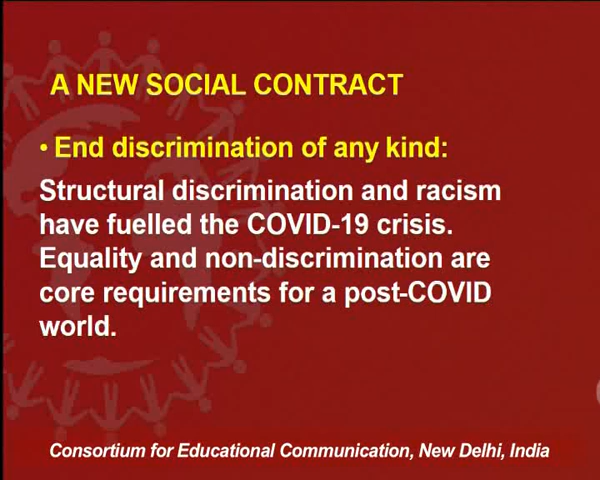 A NEW SOCIAL CONTRACT
• End discrimination of any kind:
Structural discrimination and racism
have fuelled the COVID-19 crisis.
Equality and non-discrimination are
core requirements for a post-COVID
world.
Consortium for Educational Communication, New Delhi, India